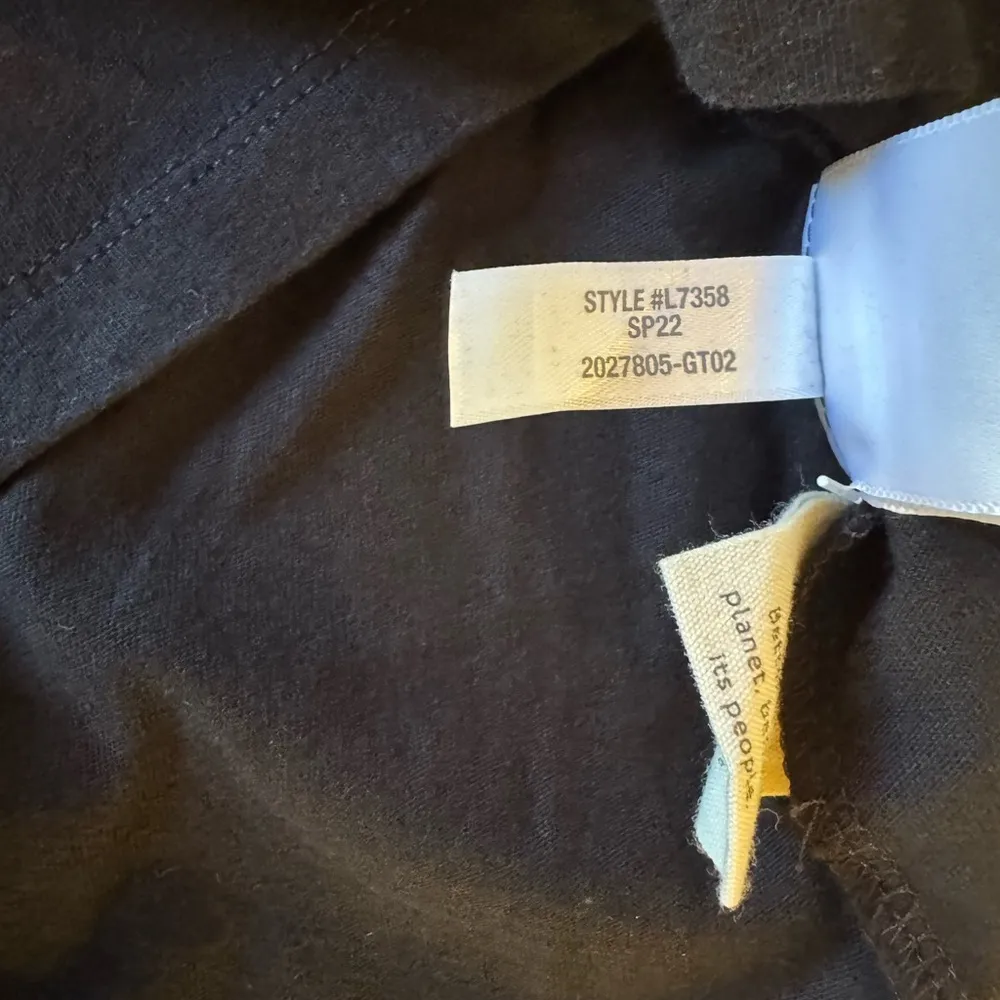 STYLE #L7358
SP22
2027805-GT02
planet.
its people.